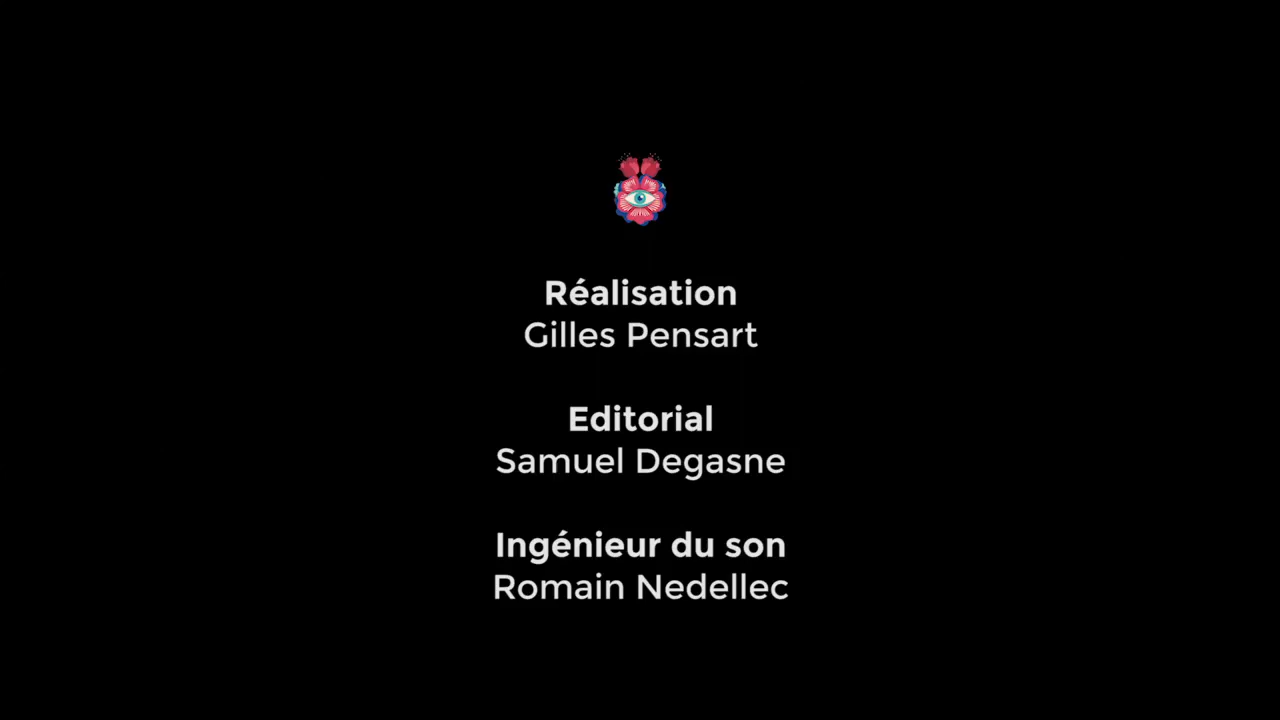 Réalisation
Gilles Pensart
Editorial
Samuel Degasne
Ingénieur du son
Romain Nedellec